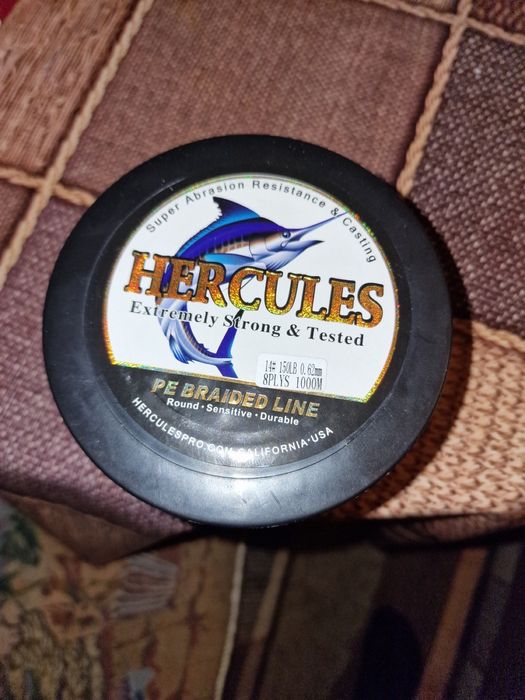 Super Abrasion Resistance & Casting
HERCULES
Extremely Strong & Tested
14# 150LB 0.62mm
8PLYS 1000M
PE BRAIDED LINE
Round · Sensitive · Durable
HERCULESPRO.COM CALIFORNIA-USA